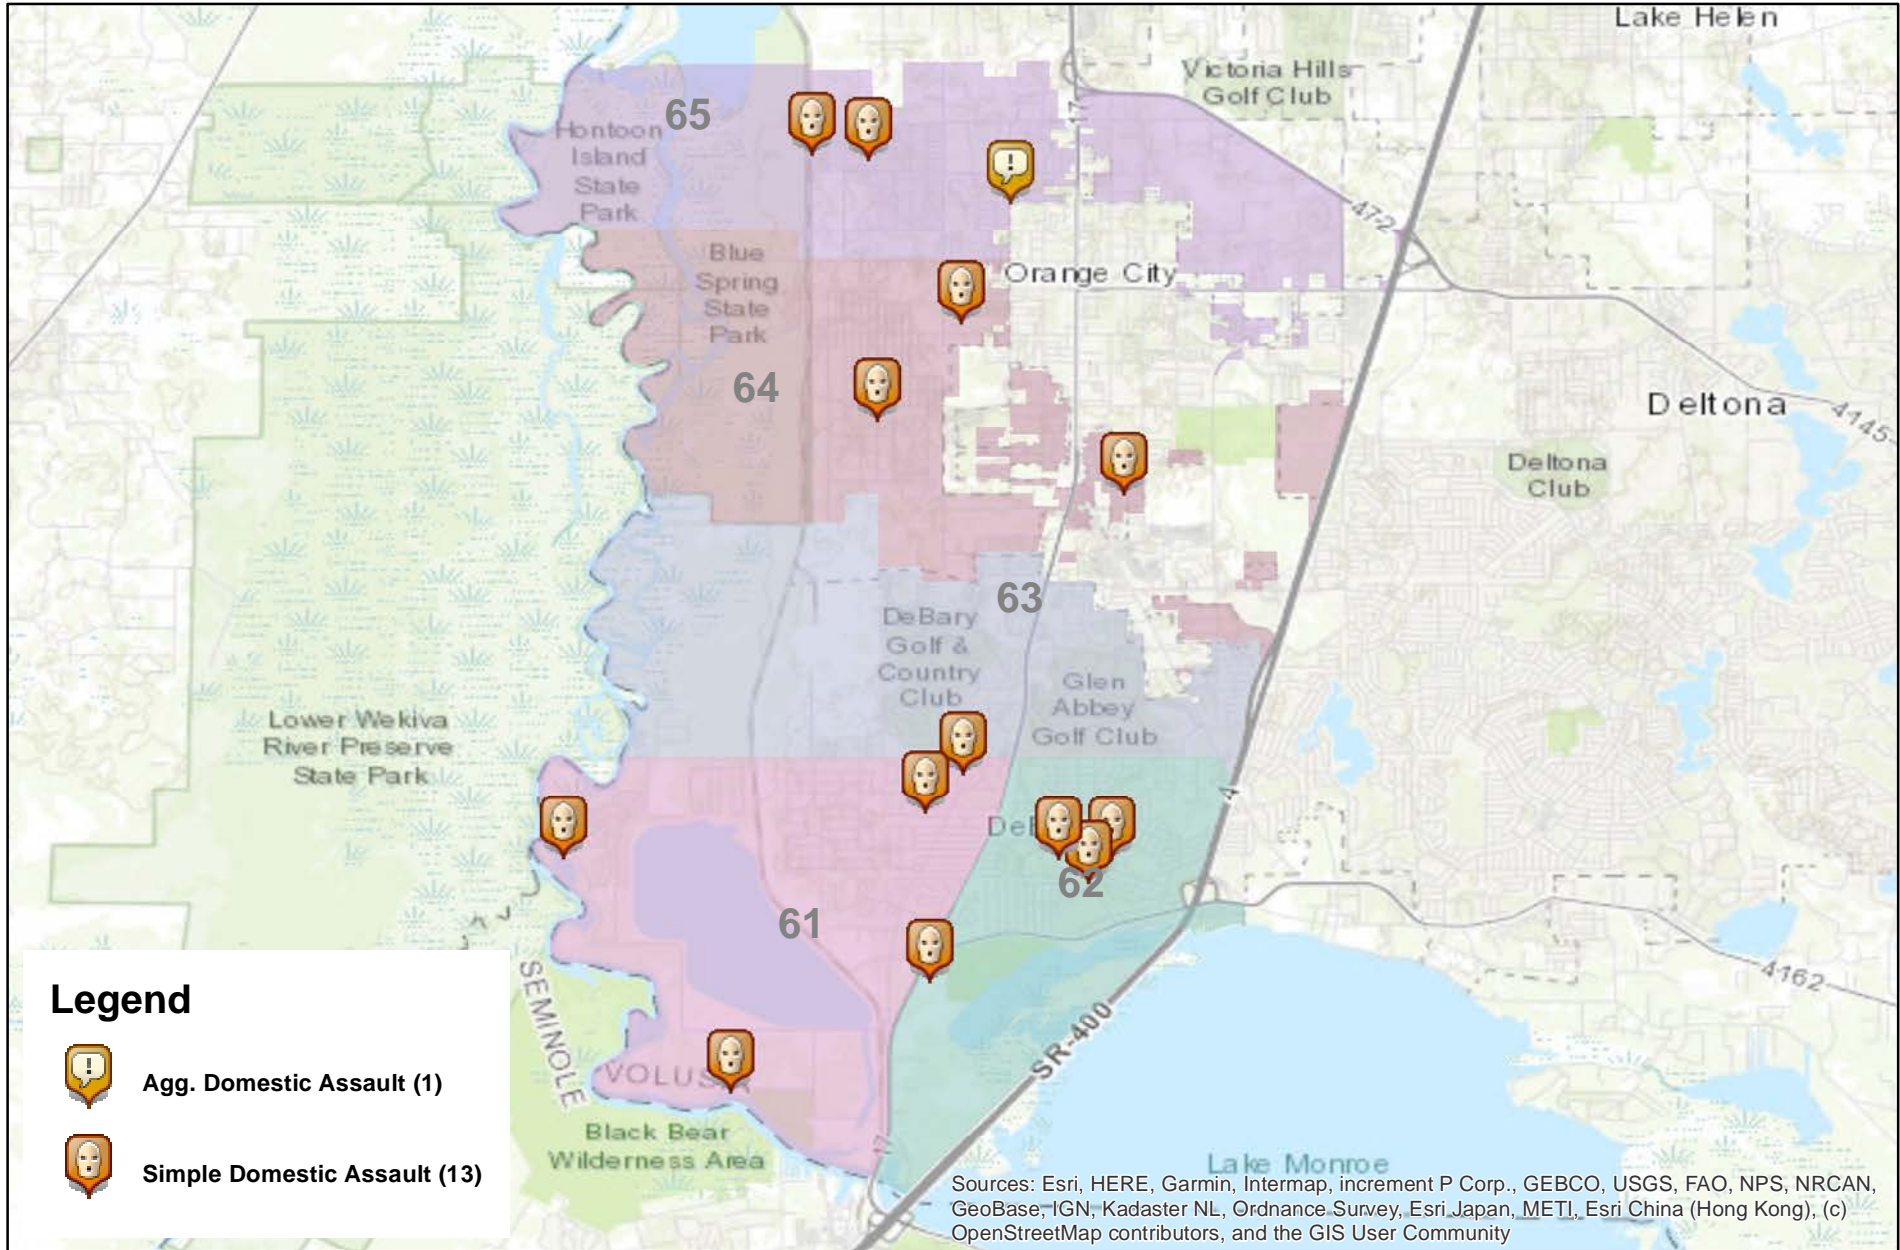 Lake Helen
Victoria Hills
Golf Club
65
Hontoon
Island
State
Park
17
472
Blue
Spring
State
Park
Orange City
64
Deltona
4145
Deltona
Club
63
DeBary
Golf &
Country
Club
Glen
Abbey
Golf Club
Lower Wekiva
River Preserve
State Park
4
62
61
4162
SEMINOLE
SR-400
Black Bear
Wilderness Area
17
Lake Monroe
Legend
Agg. Domestic Assault (1)
Simple Domestic Assault (13)
Sources: Esri, HERE, Garmin, Intermap, increment P Corp., GEBCO, USGS, FAO, NPS, NRCAN,
GeoBase, IGN, Kadaster NL, Ordnance Survey, Esri Japan, METI, Esri China (Hong Kong), (c)
OpenStreetMap contributors, and the GIS User Community